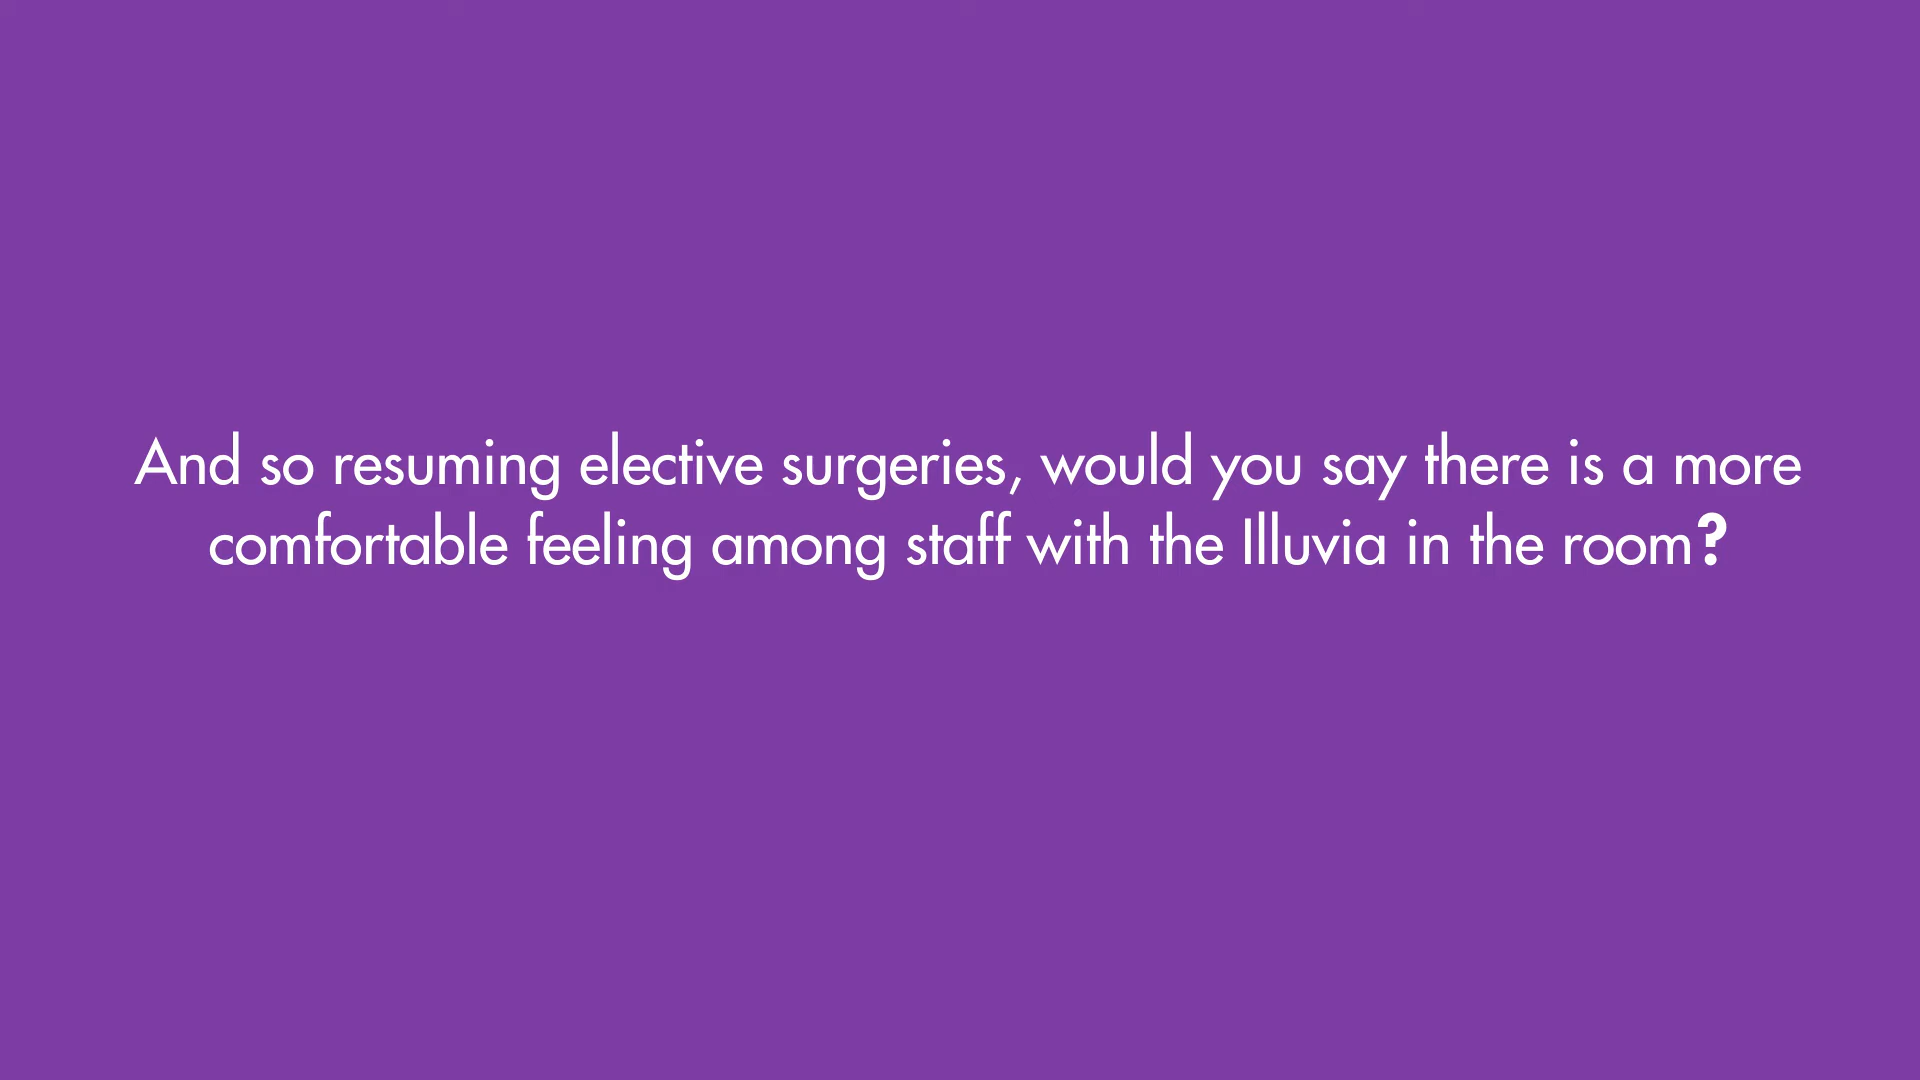 And so resuming elective surgeries, would you say there is a more
comfortable feeling among staff with the Illuvia in the room?